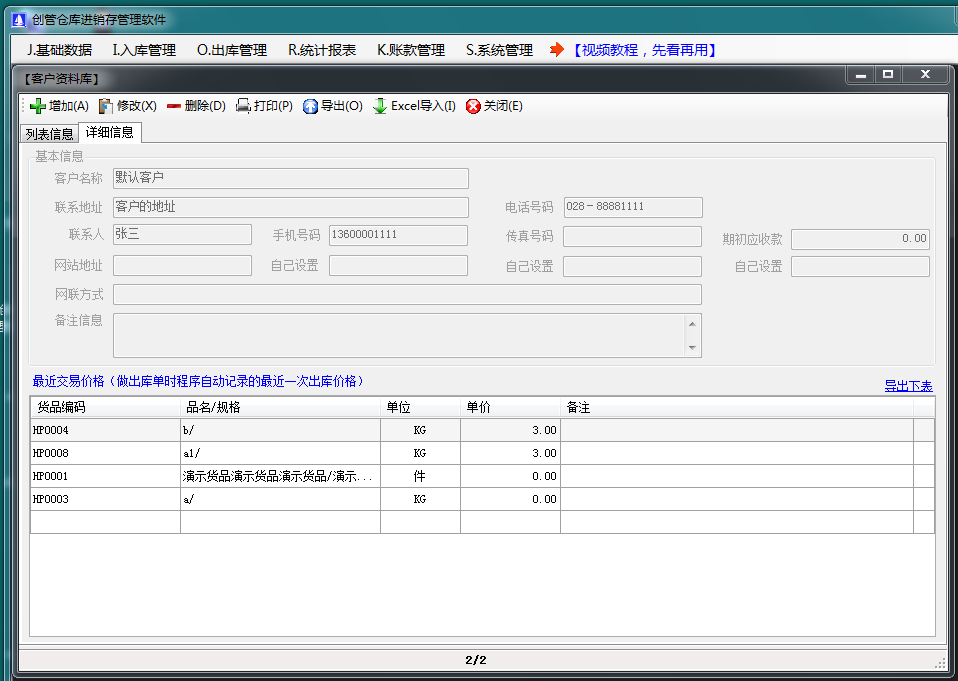 创管仓库进销存管理软件
J.基础数据 I.入库管理 O.出库管理 R.统计报表 K.账款管理 S.系统管理 【视频教程，先看再用】
【客户资料库】
增加(A) 修改(X) 删除(D) 打印(P) 导出(O) Excel导入(I) 关闭(E)
列表信息 详细信息
基本信息
客户名称 默认客户
联系地址 客户的地址 电话号码 028-88881111
联系人 张三 手机号码 13600001111 传真号码 期初应收款 0.00
网站地址 自己设置 自己设置 自己设置
网联方式
备注信息
最近交易价格（做出库单时程序自动记录的最近一次出库价格） 导出下表
货品编码 品名/规格 单位 单价 备注
HP0004 b/ KG 3.00
HP0008 a1/ KG 3.00
HP0001 演示货品演示货品演示货品/演示... 件 0.00
HP0003 a/ KG 0.00
2/2